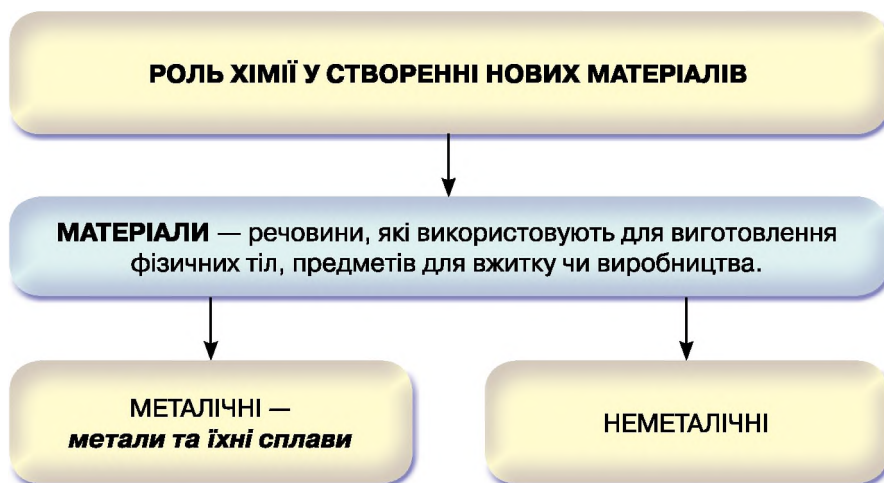 РОЛЬ ХІМІЇ У СТВОРЕННІ НОВИХ МАТЕРІАЛІВ
МАТЕРІАЛИ — речовини, які використовують для виготовлення
фізичних тіл, предметів для вжитку чи виробництва.
МЕТАЛІЧНІ —
метали та їхні сплави
НЕМЕТАЛІЧНІ